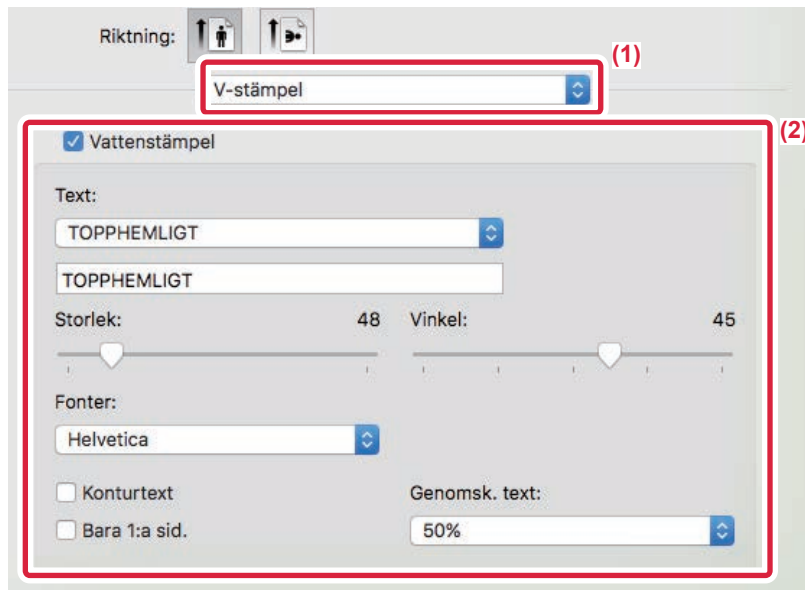 Riktning:
(1)
V-stämpel
(2)
Vattenstämpel
Text:
TOPPHEMLIGT
TOPPHEMLIGT
Storlek: 48 Vinkel: 45
Fonter:
Helvetica
Konturtext Genomsk. text:
Bara 1:a sid. 50%